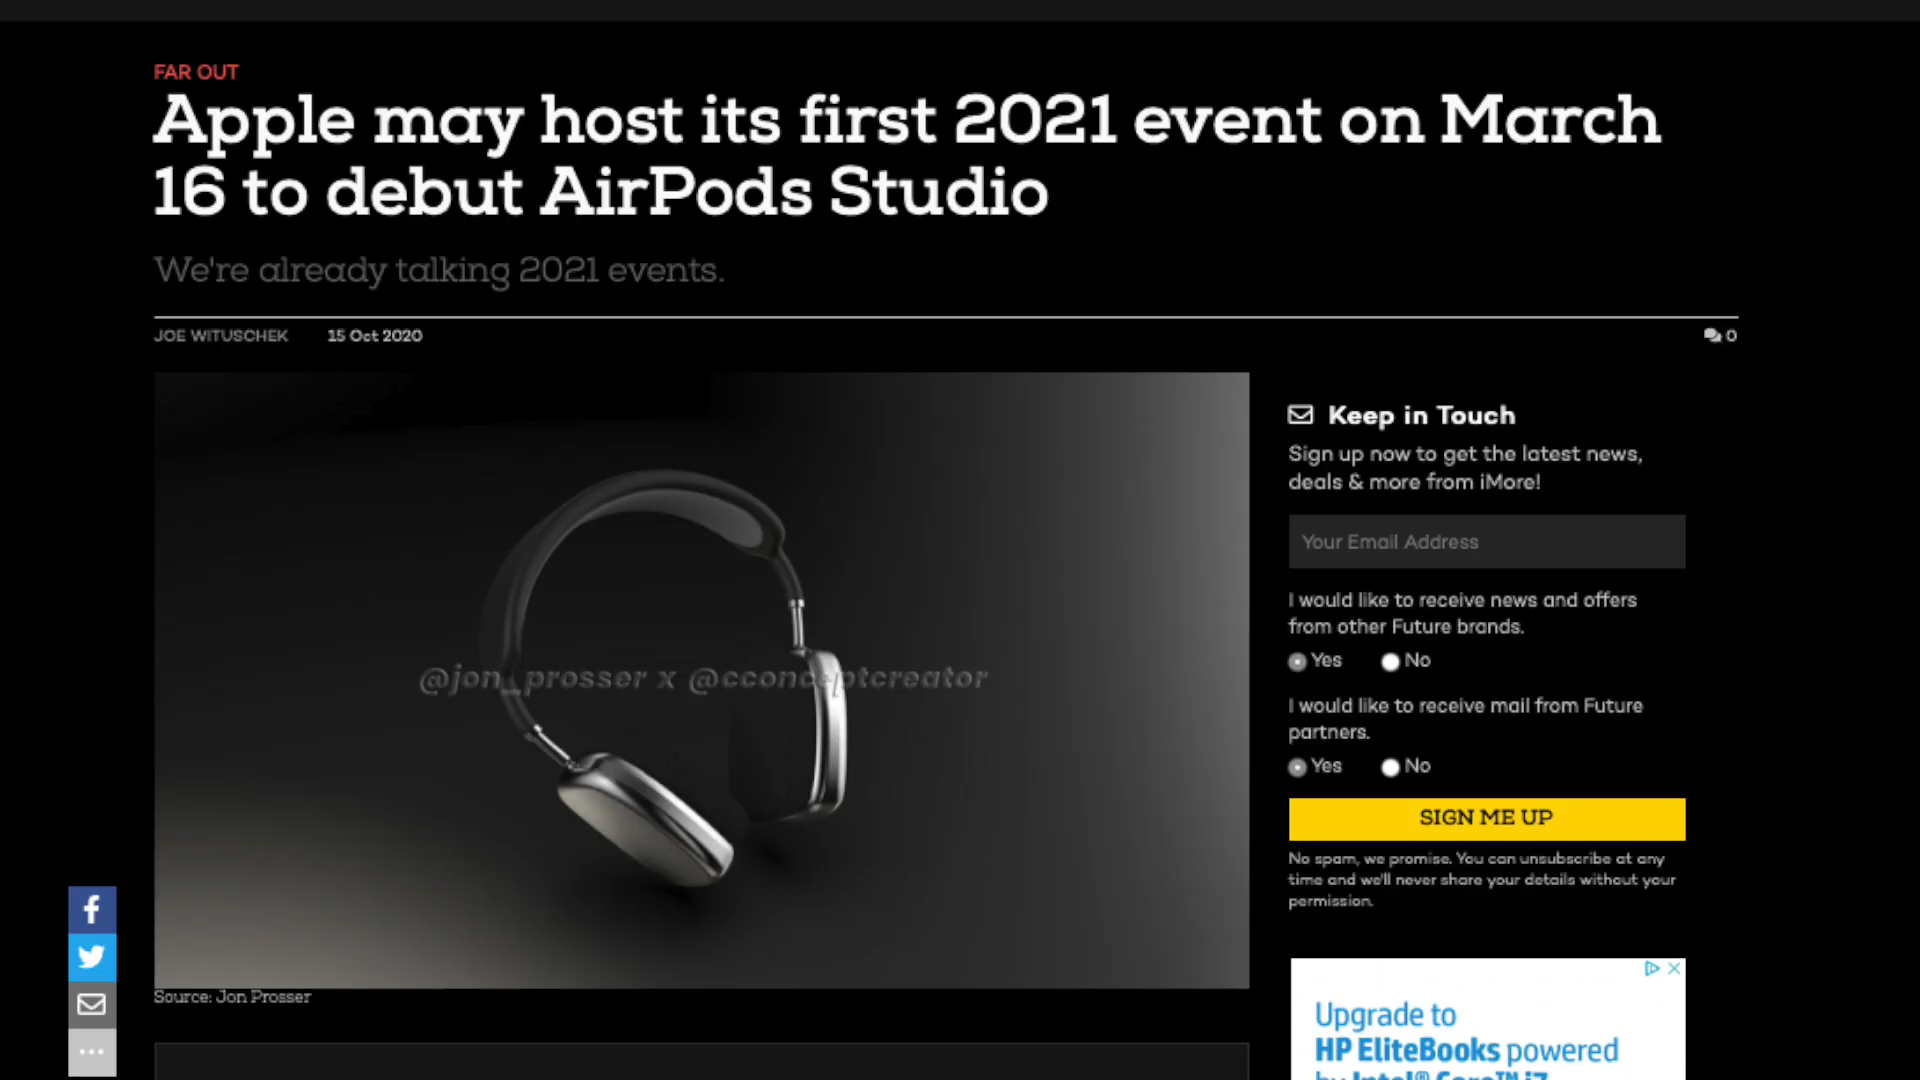 FAR OUT
Apple may host its first 2021 event on March
16 to debut AirPods Studio
We're already talking 2021 events.
JOE WITUSCHEK 15 Oct 2020 0
@jon_prosser x @cconceptcreator
Source: Jon Prosser
Keep in Touch
Sign up now to get the latest news,
deals & more from iMore!
Your Email Address
I would like to receive news and offers
from other Future brands.
Yes No
I would like to receive mail from Future
partners.
Yes No
SIGN ME UP
No spam, we promise. You can unsubscribe at any
time and we'll never share your details without your
permission.
Upgrade to
HP EliteBooks powered
by Intel® Core™ i7